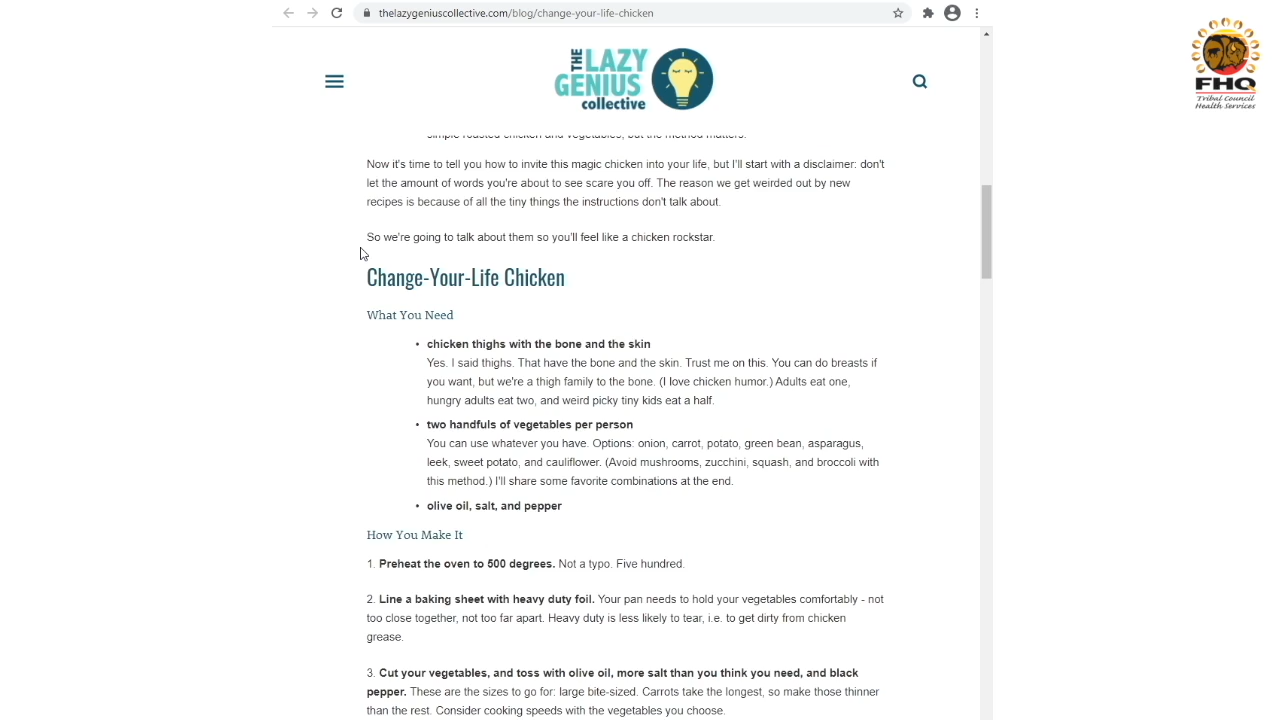 thelazygeniuscollective.com/blog/change-your-life-chicken
THE LAZY
GENIUS
collective
FHQ
Tribal Council
Health Services
simple roasted chicken and vegetables, but the method matters.
Now it's time to tell you how to invite this magic chicken into your life, but I'll start with a disclaimer: don't
let the amount of words you're about to see scare you off. The reason we get weirded out by new
recipes is because of all the tiny things the instructions don't talk about.
So we're going to talk about them so you'll feel like a chicken rockstar.
Change-Your-Life Chicken
What You Need
• chicken thighs with the bone and the skin
Yes. I said thighs. That have the bone and the skin. Trust me on this. You can do breasts if
you want, but we're a thigh family to the bone. (I love chicken humor.) Adults eat one,
hungry adults eat two, and weird picky tiny kids eat a half.
• two handfuls of vegetables per person
You can use whatever you have. Options: onion, carrot, potato, green bean, asparagus,
leek, sweet potato, and cauliflower. (Avoid mushrooms, zucchini, squash, and broccoli with
this method.) I'll share some favorite combinations at the end.
• olive oil, salt, and pepper
How You Make It
1. Preheat the oven to 500 degrees. Not a typo. Five hundred.
2. Line a baking sheet with heavy duty foil. Your pan needs to hold your vegetables comfortably - not
too close together, not too far apart. Heavy duty is less likely to tear, i.e. to get dirty from chicken
grease.
3. Cut your vegetables, and toss with olive oil, more salt than you think you need, and black
pepper. These are the sizes to go for: large bite-sized. Carrots take the longest, so make those thinner
than the rest. Consider cooking speeds with the vegetables you choose.